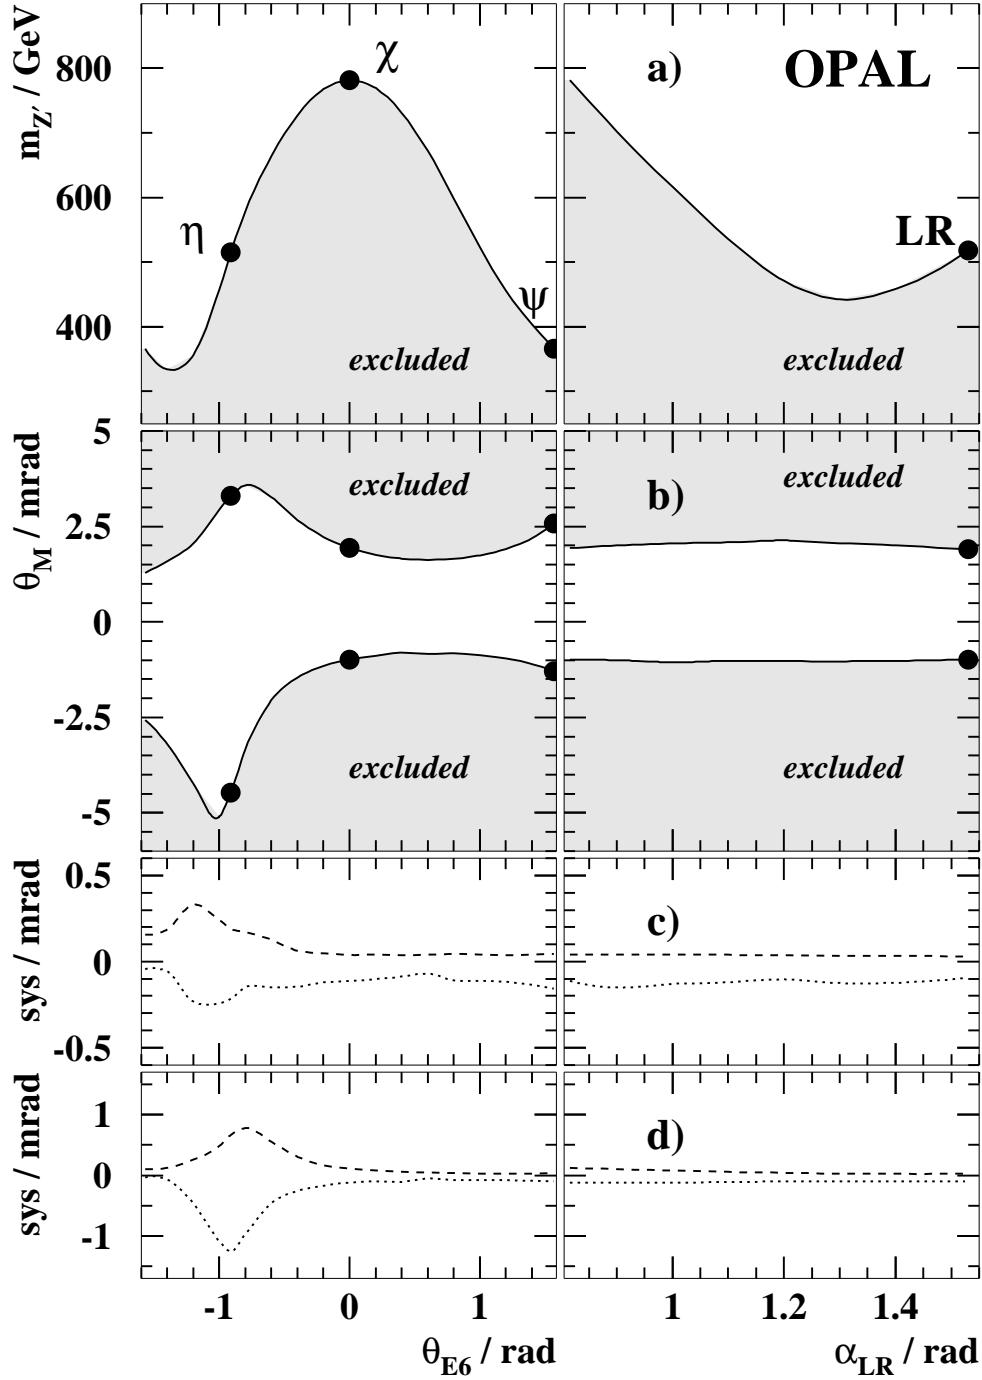 m_Z′ / GeV
800
600
400
χ
η
ψ
excluded
a)
OPAL
LR
excluded
θ_M / mrad
5
2.5
0
-2.5
-5
excluded
excluded
b)
excluded
excluded
sys / mrad
0.5
0
-0.5
c)
sys / mrad
1
0
-1
d)
-1 0 1
1 1.2 1.4
θ_E6 / rad
α_LR / rad